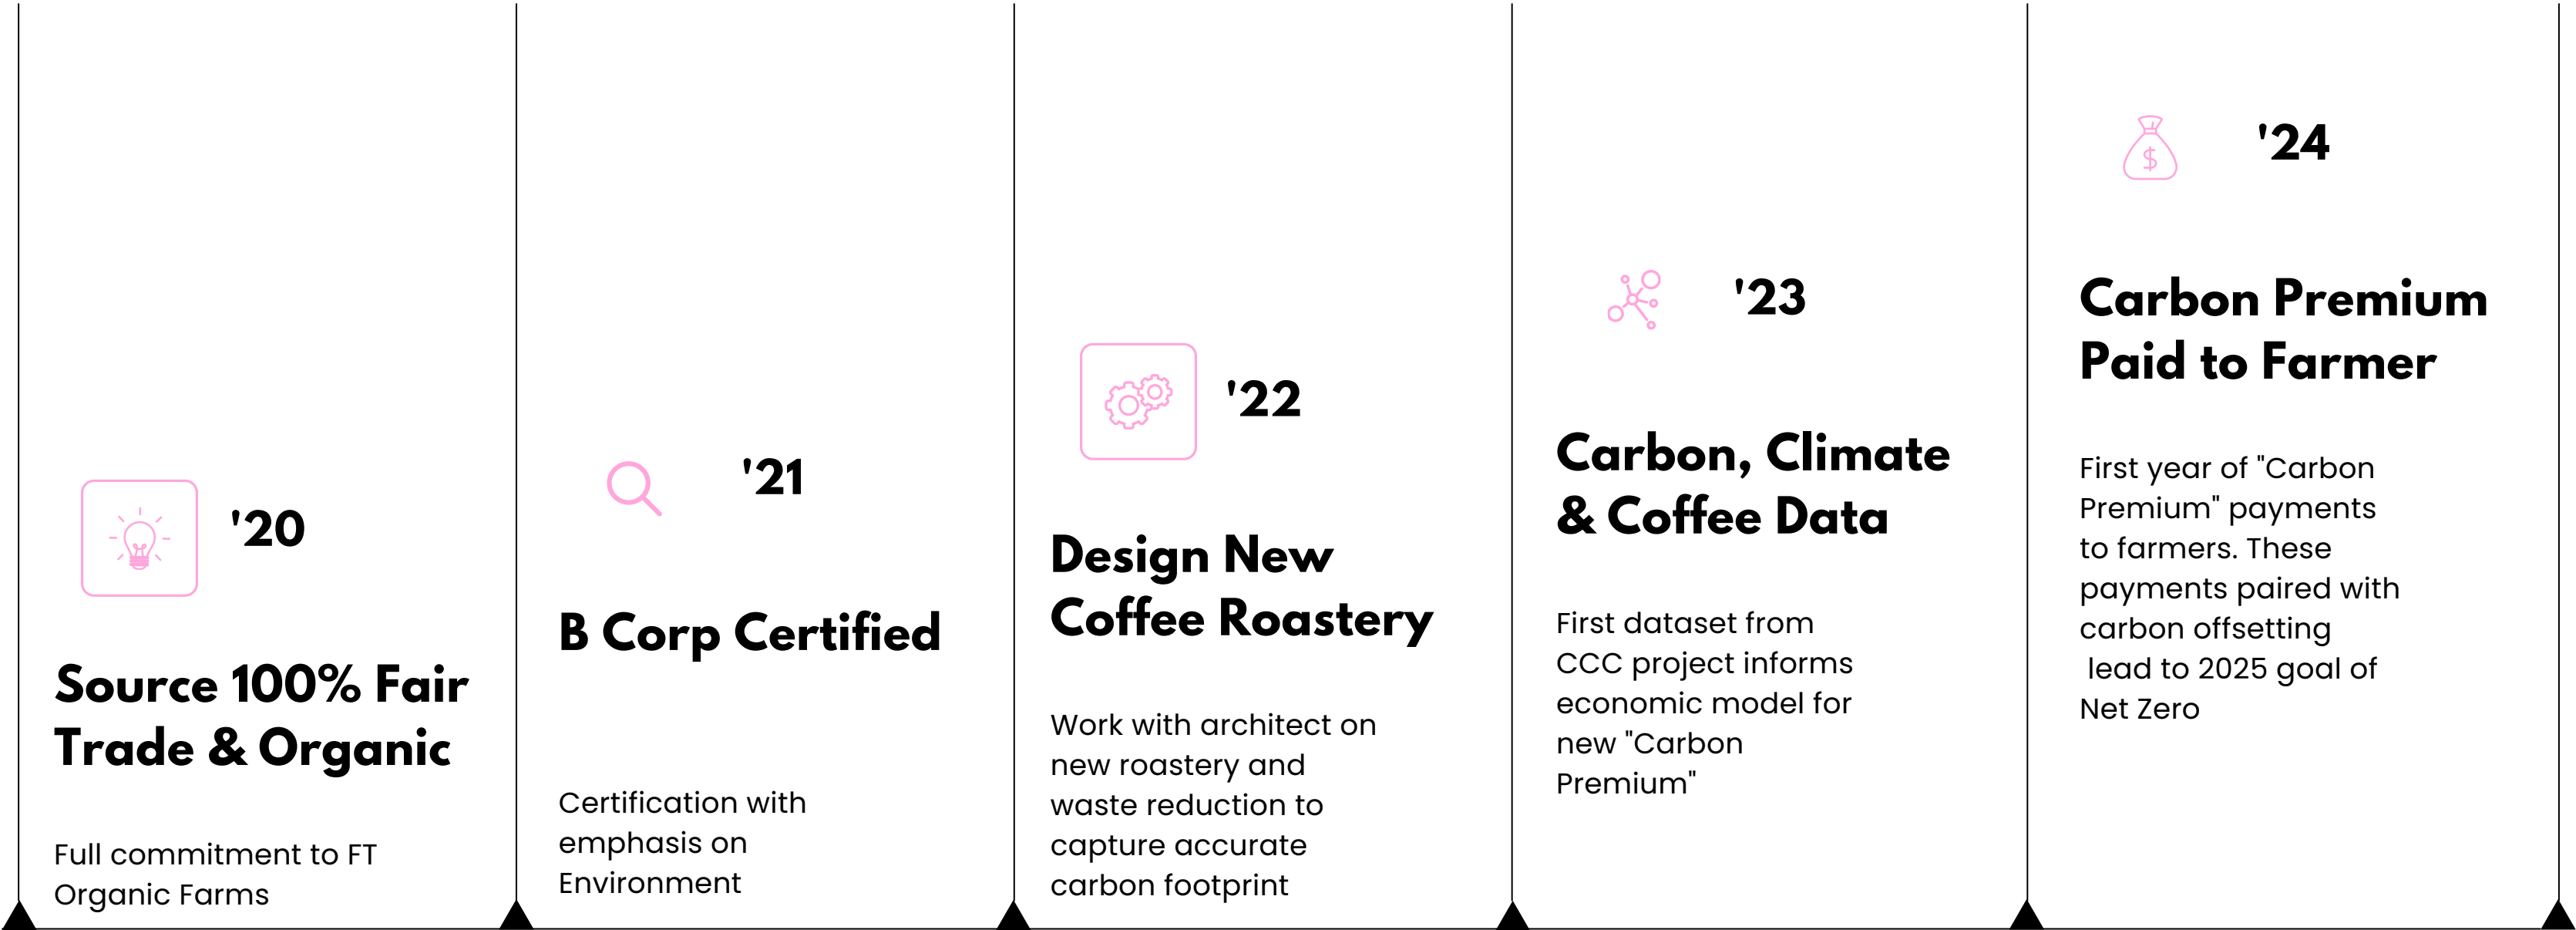 '20
Source 100% Fair
Trade & Organic
Full commitment to FT
Organic Farms
'21
B Corp Certified
Certification with
emphasis on
Environment
'22
Design New
Coffee Roastery
Work with architect on
new roastery and
waste reduction to
capture accurate
carbon footprint
'23
Carbon, Climate
& Coffee Data
First dataset from
CCC project informs
economic model for
new "Carbon
Premium"
$
'24
Carbon Premium
Paid to Farmer
First year of "Carbon
Premium" payments
to farmers. These
payments paired with
carbon offsetting
lead to 2025 goal of
Net Zero